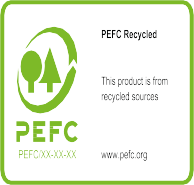 PEFC Recycled
This product is from
recycled sources
PEFC
PEFC/XX-XX-XX
www.pefc.org